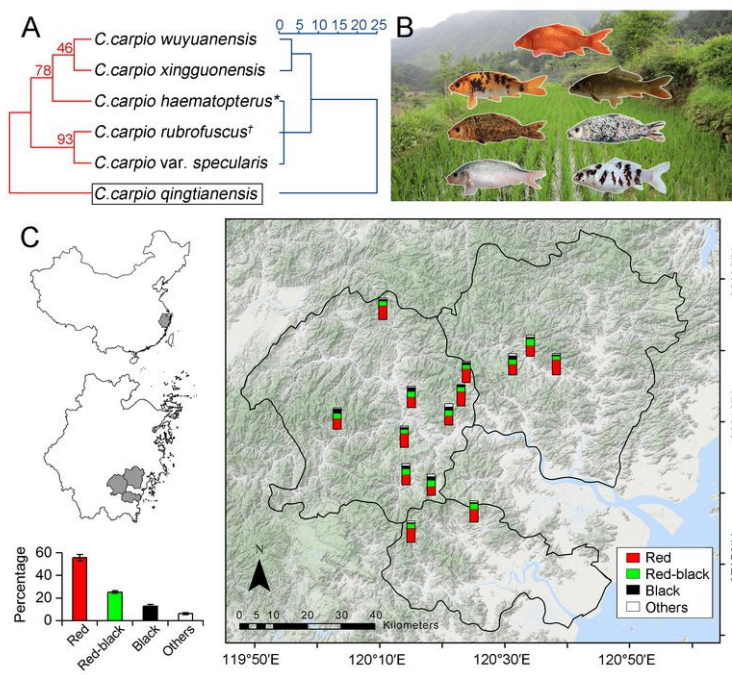 A
0 5 10 15 20 25
B
46
C.carpio wuyuanensis
C.carpio xingguonensis
78
C.carpio haematopterus*
93
C.carpio rubrofuscus†
C.carpio var. specularis
C.carpio qingtianensis
C
Percentage
60
40
20
0
Red
Red-black
Black
Others
N
0 5 10 20 30 40
Kilometers
Red
Red-black
Black
Others
119°50'E
120°10'E
120°30'E
120°50'E